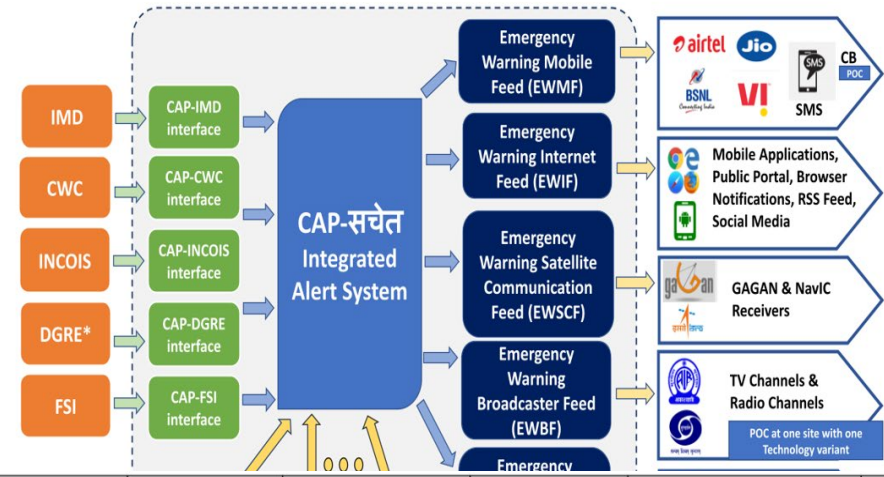 IMD
CWC
INCOIS
DGRE*
FSI
CAP-IMD
interface
CAP-CWC
interface
CAP-INCOIS
interface
CAP-DGRE
interface
CAP-FSI
interface
CAP-सचेत
Integrated
Alert System
Emergency
Warning Mobile
Feed (EWMF)
Emergency
Warning Internet
Feed (EWIF)
Emergency
Warning Satellite
Communication
Feed (EWSCF)
Emergency
Warning
Broadcaster Feed
(EWBF)
Emergency
airtel
Jio
BSNL
Connecting India
VI
SMS
SMS
CB
POC
Mobile Applications,
Public Portal, Browser
Notifications, RSS Feed,
Social Media
gagan
GAGAN & NavIC
Receivers
TV Channels &
Radio Channels
POC at one site with one
Technology variant